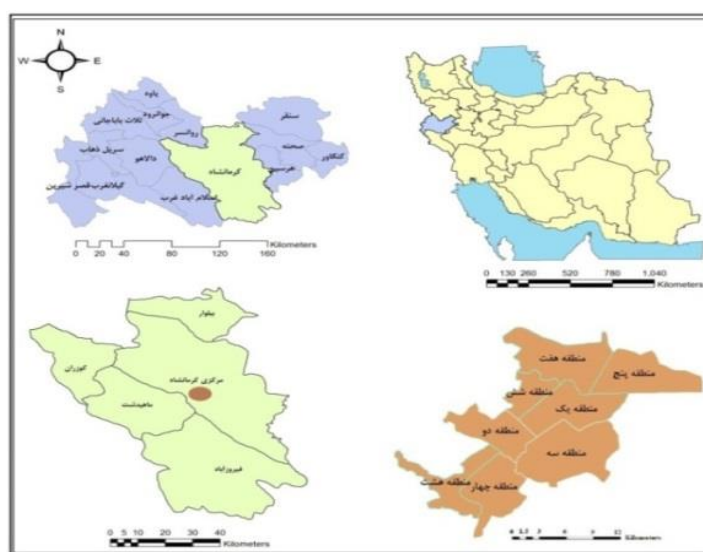 N
W E
S
پاوه
جوانرود
ثلاث باباجانی
روانسر
سنقر
صحنه
کنگاور
هرسین
سرپل ذهاب
دالاهو
کرمانشاه
گیلانغرب
قصر شیرین
اسلام اباد غرب
0 20 40 80 120 160
Kilometers
0 130 260 520 780 1,040
Kilometers
بیلوار
کوزران
مرکزی کرمانشاه
ماهیدشت
فیروزاباد
0 5 10 20 30 40
Kilometers
منطقه هفت
منطقه پنج
منطقه شش
منطقه یک
منطقه دو
منطقه سه
منطقه هشت
منطقه چهار
Kilometers